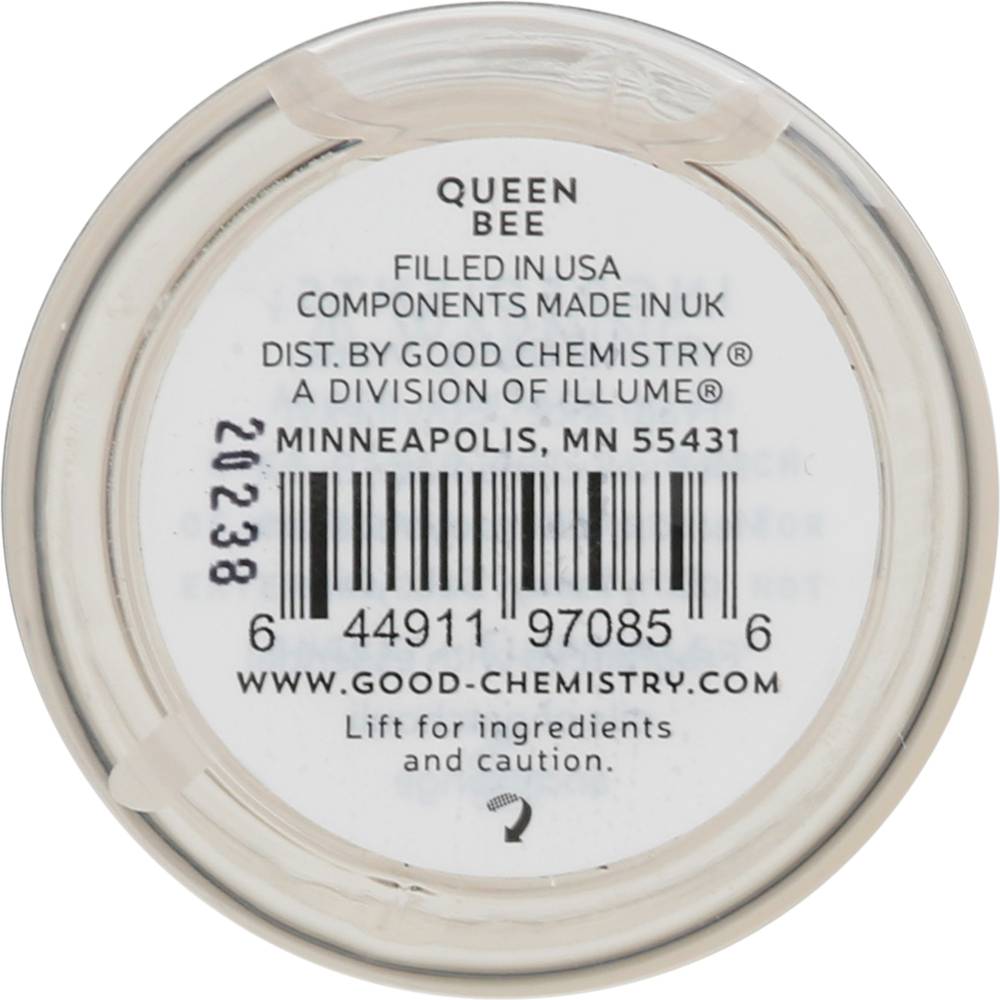 QUEEN
BEE
FILLED IN USA
COMPONENTS MADE IN UK
DIST. BY GOOD CHEMISTRY®
A DIVISION OF ILLUME®
MINNEAPOLIS, MN 55431
20238
6 44911 97085 6
WWW.GOOD-CHEMISTRY.COM
Lift for ingredients
and caution.